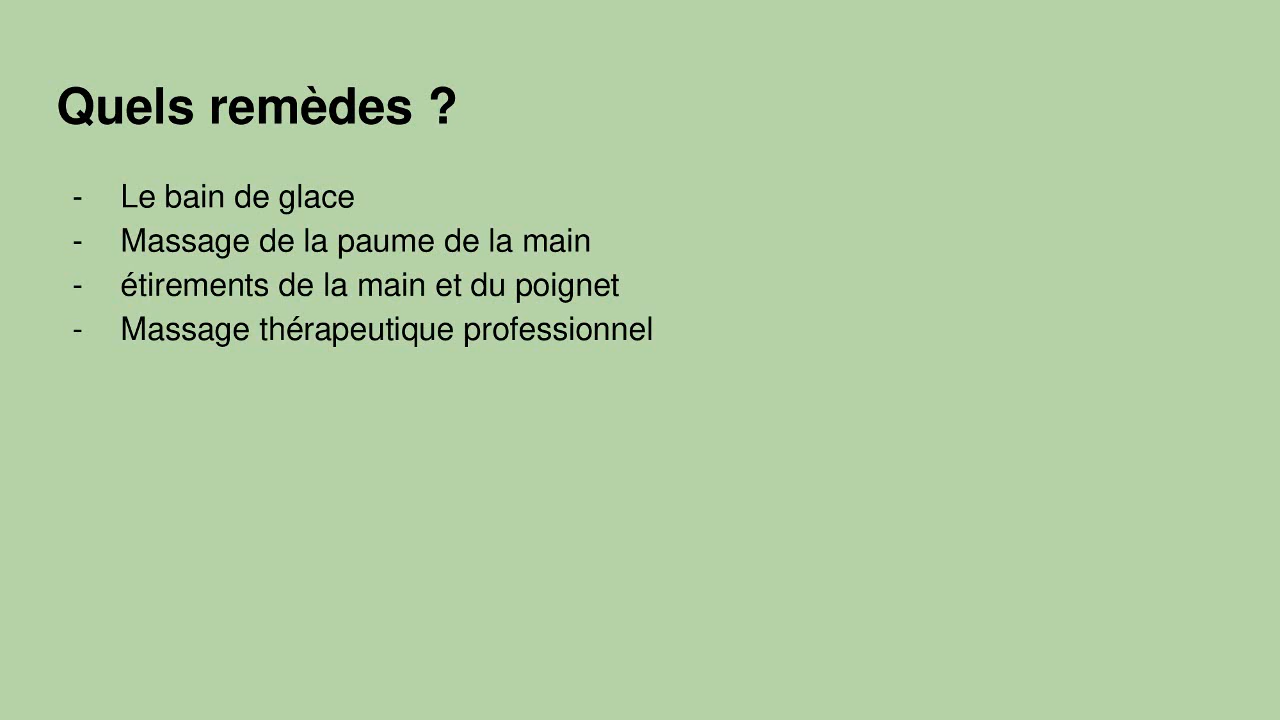 Quels remèdes ?
- Le bain de glace
- Massage de la paume de la main
- étirements de la main et du poignet
- Massage thérapeutique professionnel